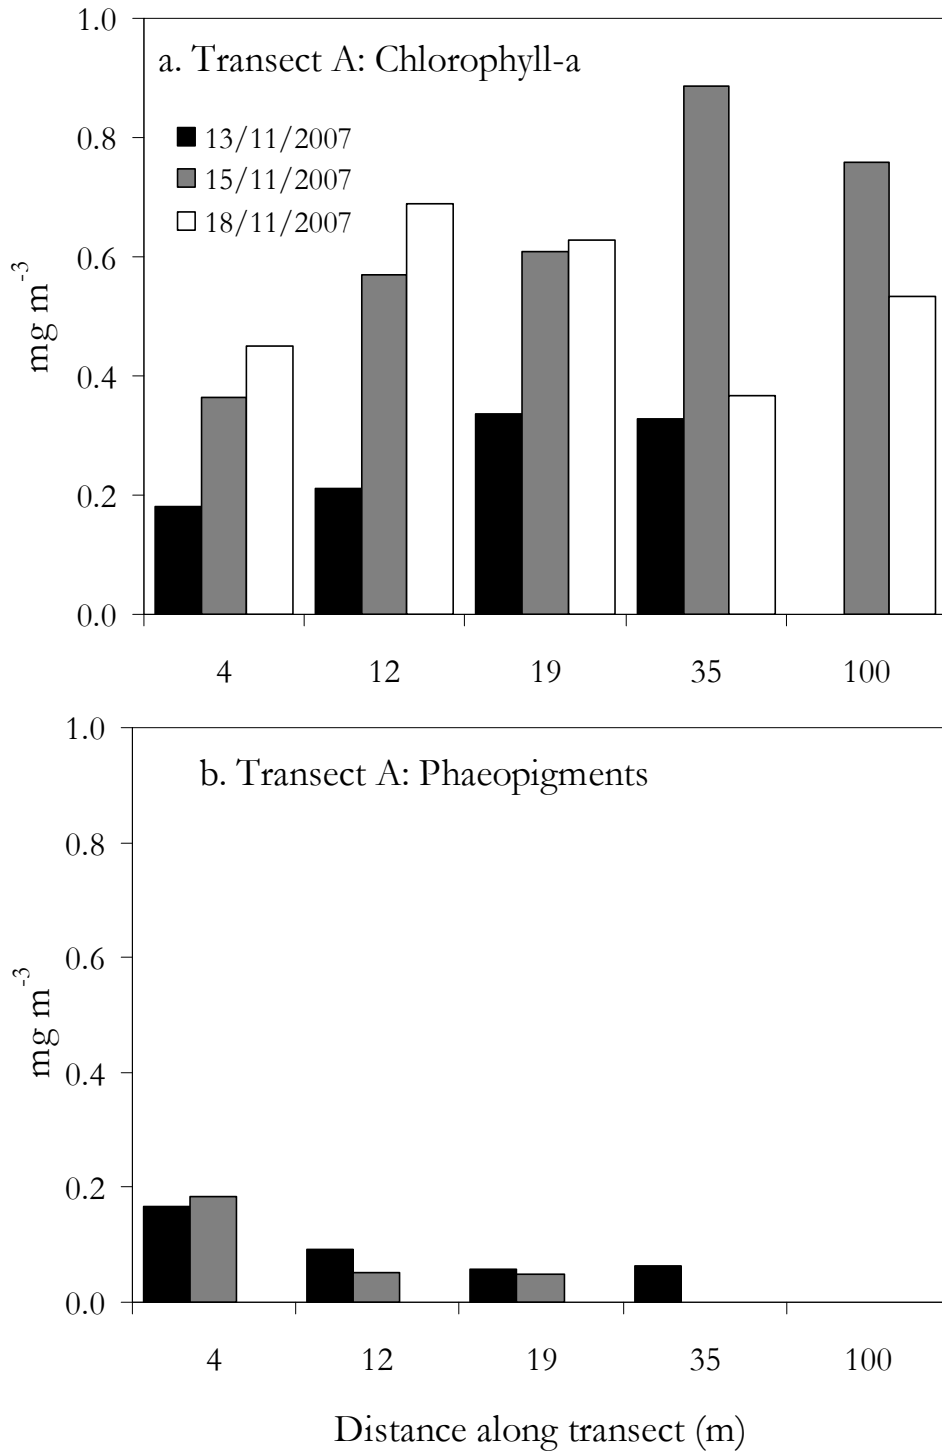 1.0
a. Transect A: Chlorophyll-a
0.8
13/11/2007
15/11/2007
18/11/2007
0.6
mg m⁻³
0.4
0.2
0.0
4 12 19 35 100
1.0
b. Transect A: Phaeopigments
0.8
0.6
mg m⁻³
0.4
0.2
0.0
4 12 19 35 100
Distance along transect (m)